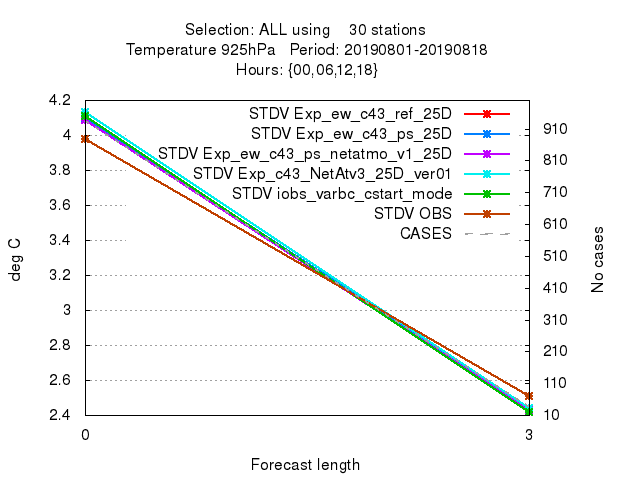 Selection: ALL using 30 stations
Temperature 925hPa Period: 20190801-20190818
Hours: {00,06,12,18}
STDV Exp_ew_c43_ref_25D
STDV Exp_ew_c43_ps_25D
STDV Exp_ew_c43_ps_netatmo_v1_25D
STDV Exp_c43_NetAtv3_25D_ver01
STDV iobs_varbc_cstart_mode
STDV OBS
CASES
4.2
4
3.8
3.6
3.4
3.2
3
2.8
2.6
2.4
deg C
910
810
710
610
510
410
310
210
110
10
No cases
0 3
Forecast length